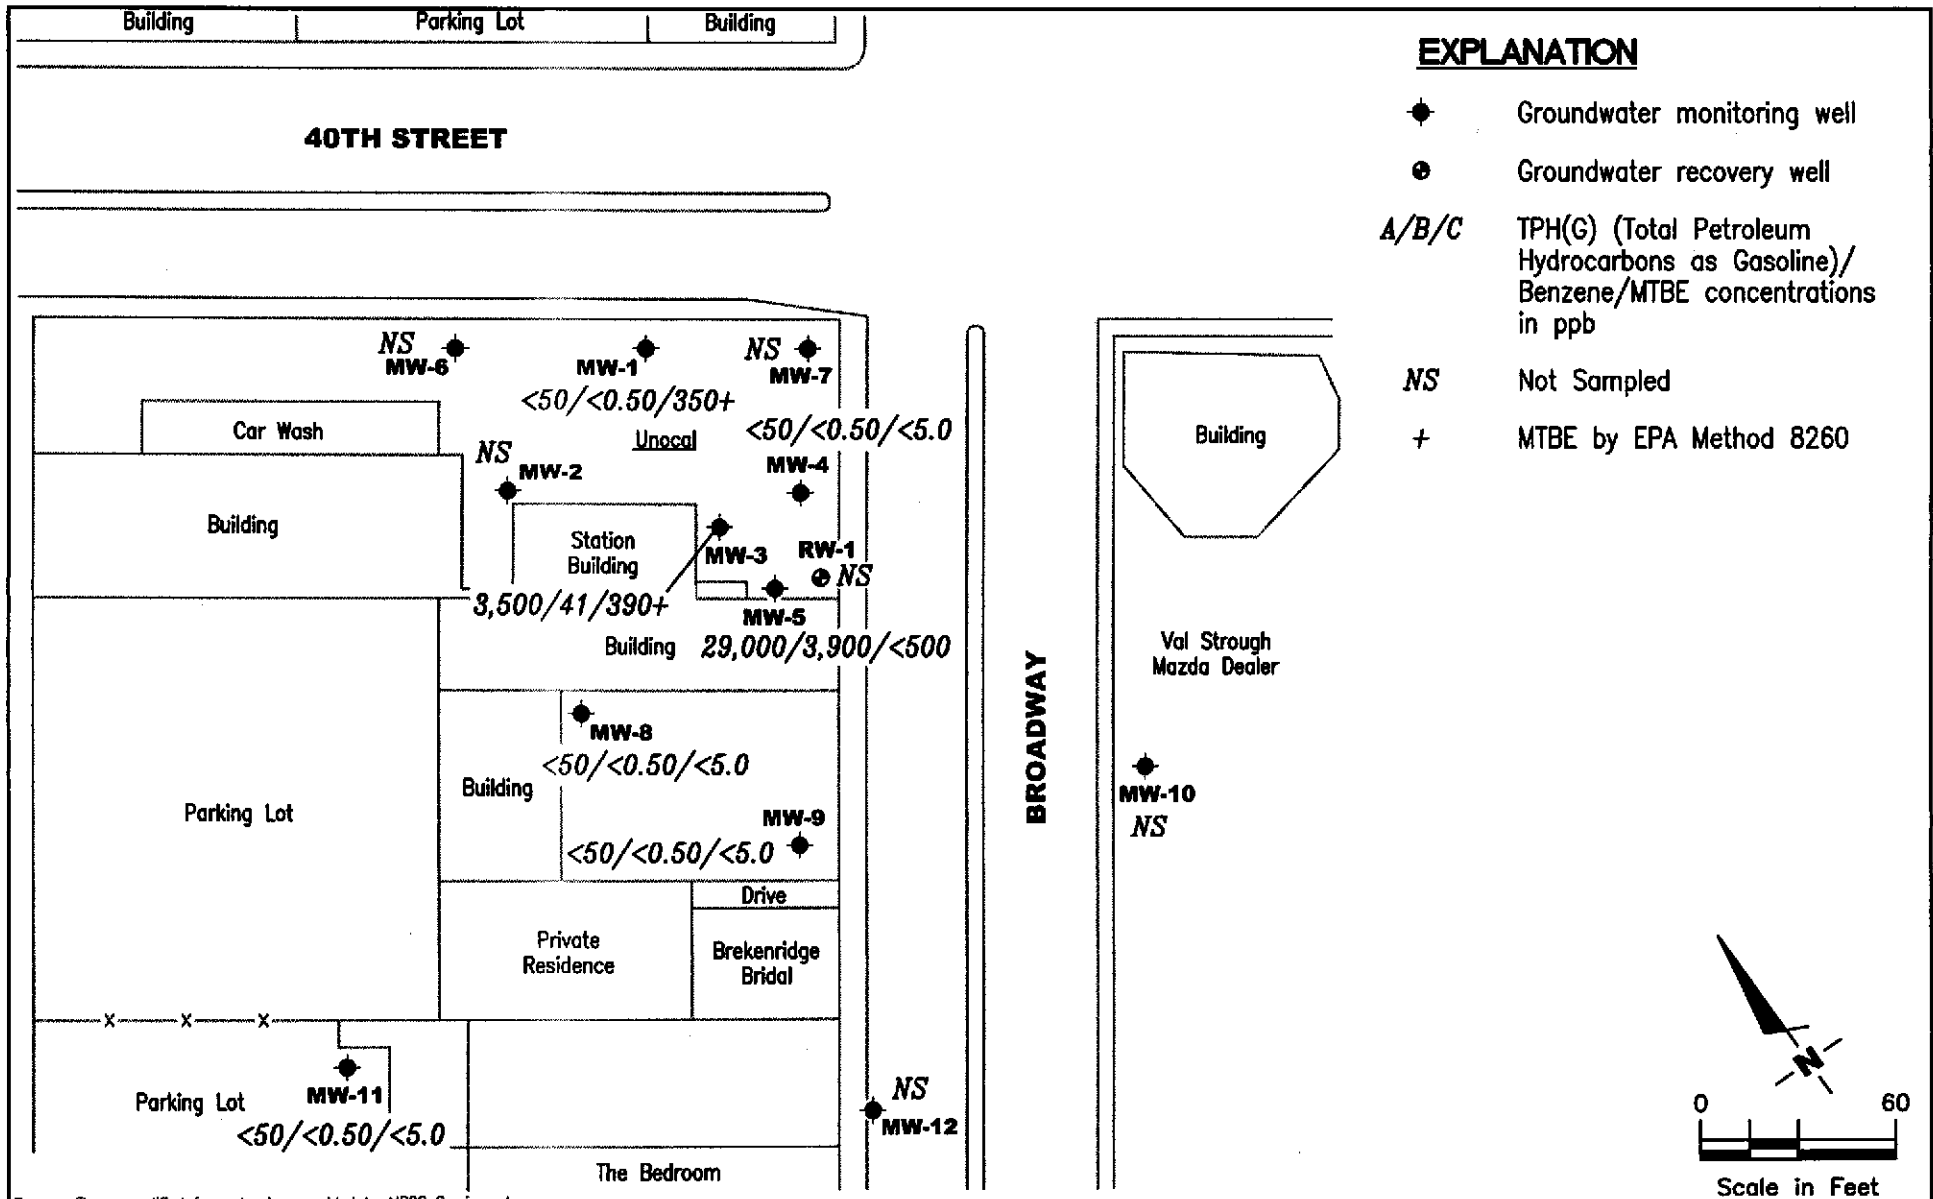 Building
Parking Lot
Building
40TH STREET
EXPLANATION
Groundwater monitoring well
Groundwater recovery well
A/B/C
TPH(G) (Total Petroleum
Hydrocarbons as Gasoline)/
Benzene/MTBE concentrations
in ppb
NS
Not Sampled
+
MTBE by EPA Method 8260
NS
MW-6
MW-1
<50/<0.50/350+
NS
MW-7
Car Wash
Unocal
<50/<0.50/<5.0
MW-4
NS
MW-2
Building
Station
Building
MW-3
3,500/41/390+
RW-1
NS
MW-5
29,000/3,900/<500
Building
Building
Val Strough
Mazda Dealer
BROADWAY
MW-8
<50/<0.50/<5.0
Building
Parking Lot
MW-9
<50/<0.50/<5.0
MW-10
NS
Drive
Private
Residence
Brekenridge
Bridal
x x x
MW-11
Parking Lot
<50/<0.50/<5.0
NS
MW-12
The Bedroom
N
0 60
Scale in Feet